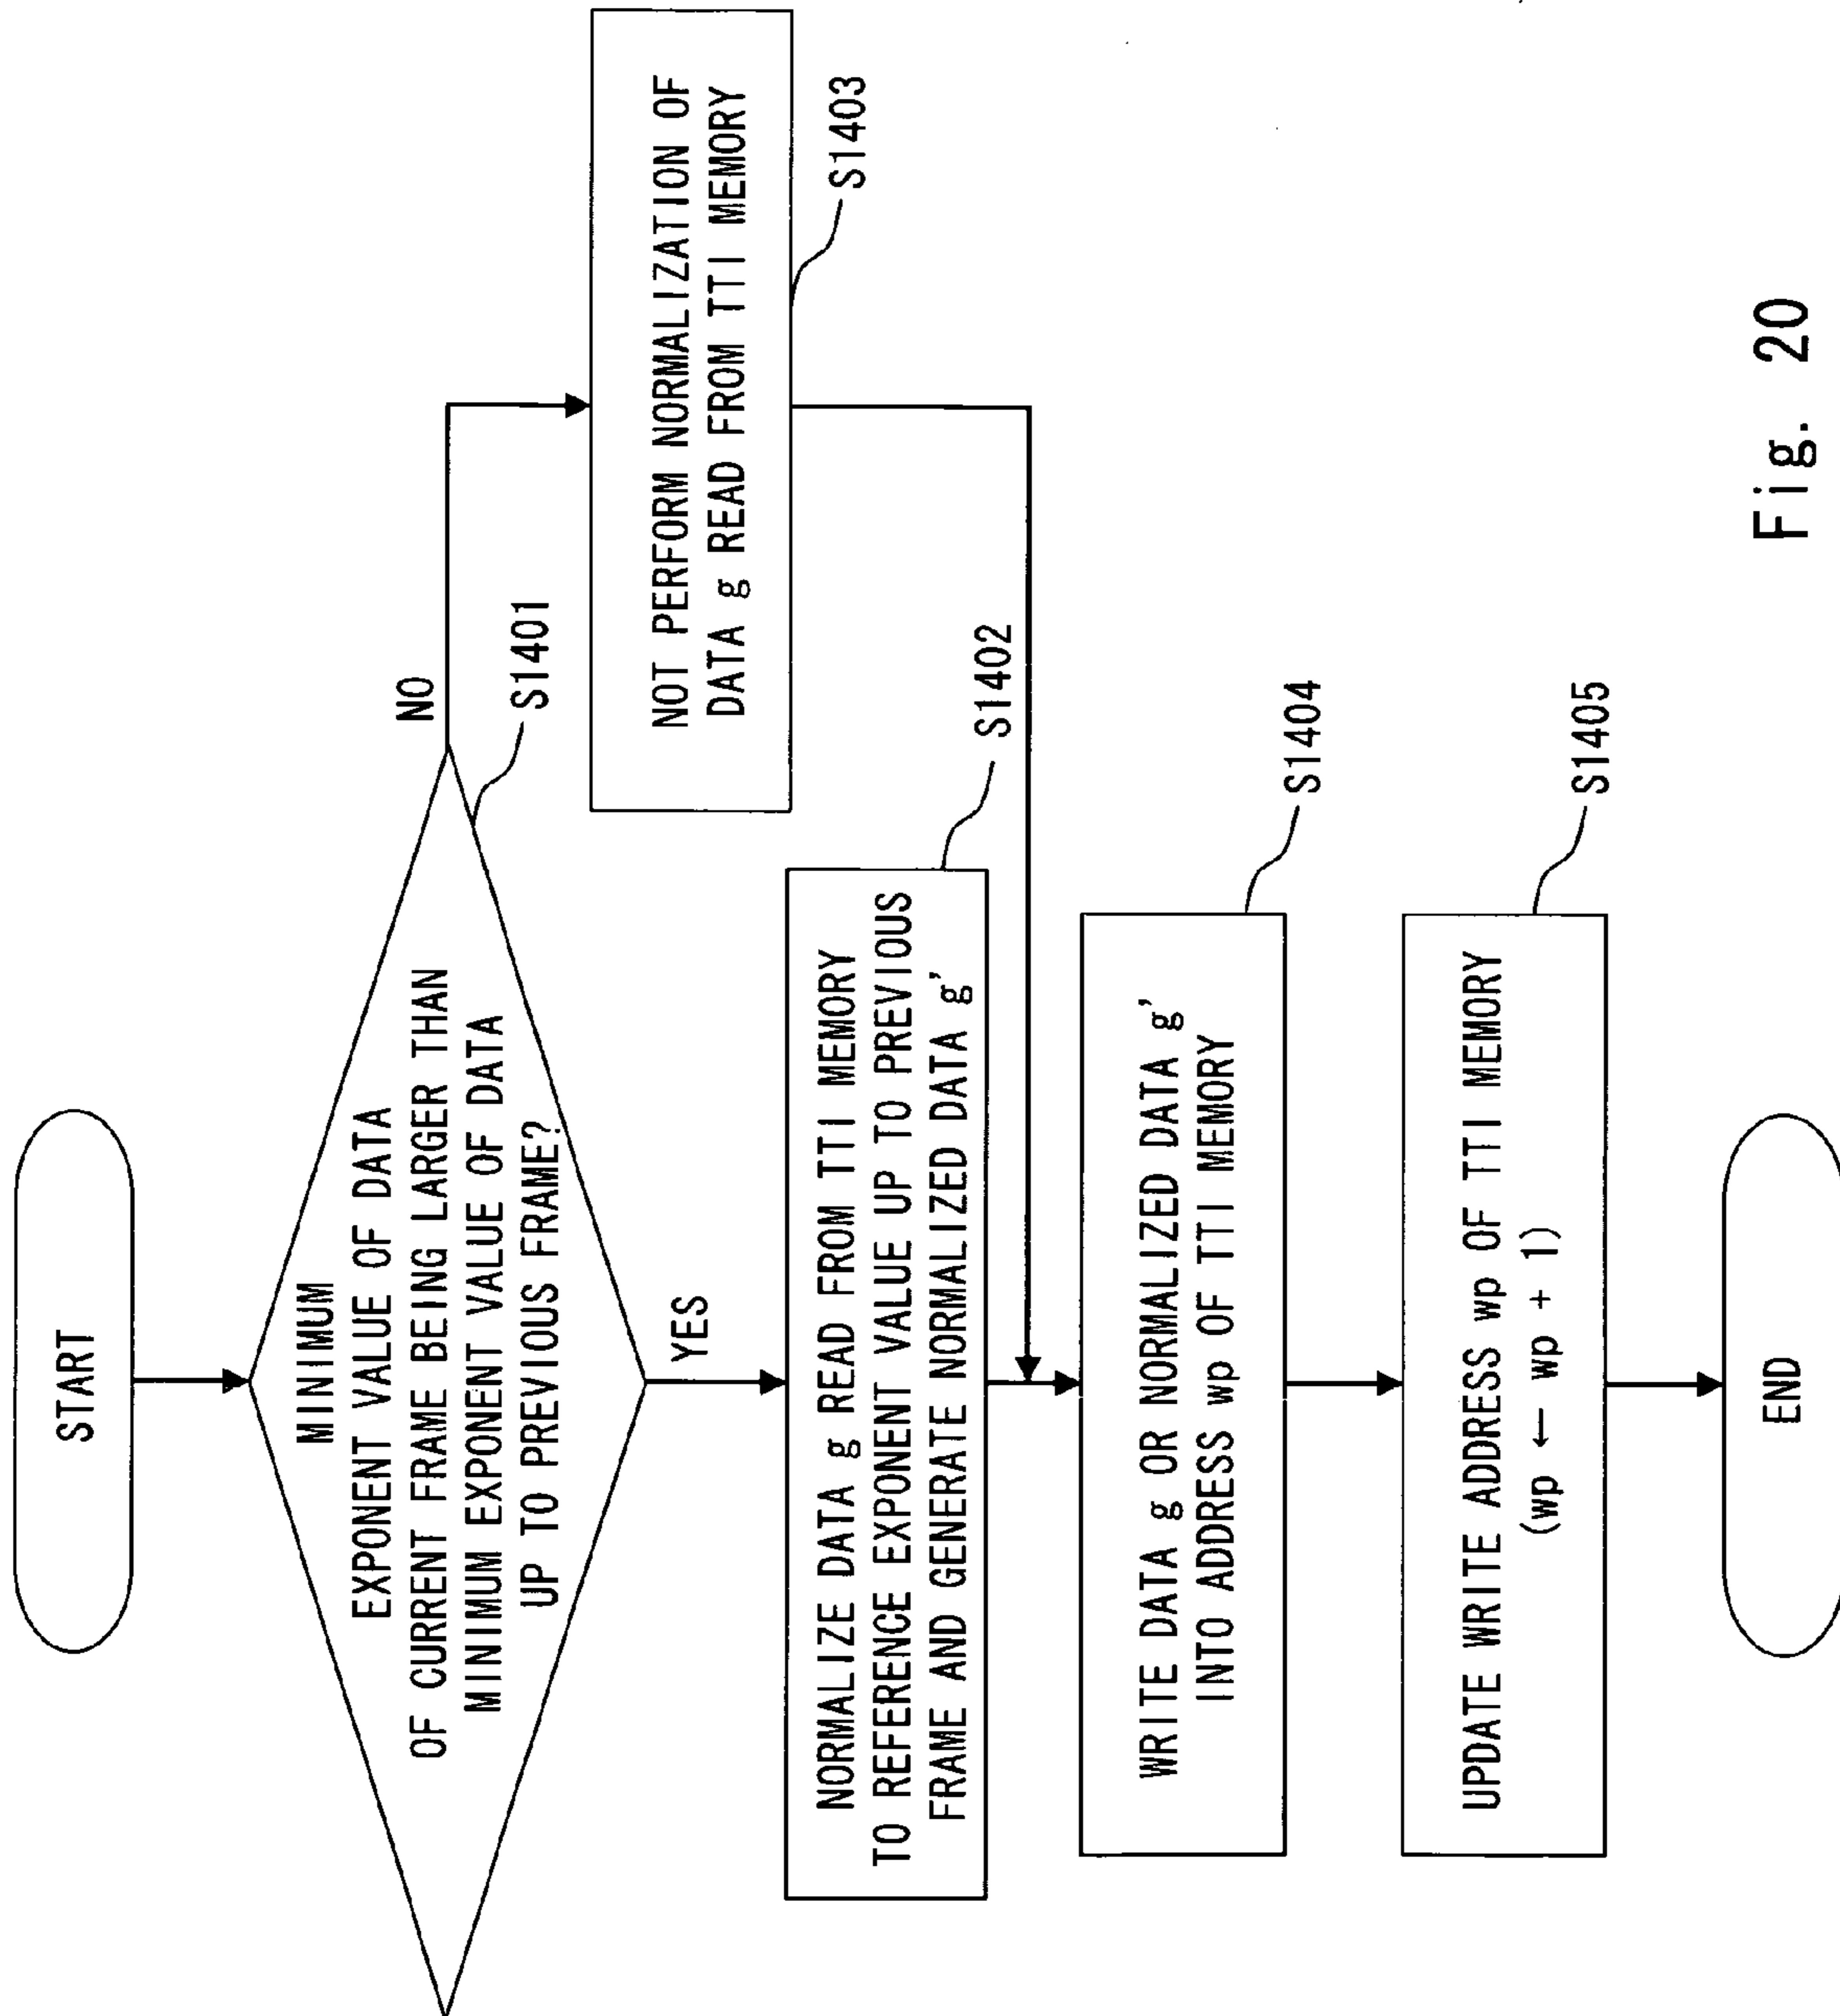 START
MINIMUM
EXPONENT VALUE OF DATA
OF CURRENT FRAME BEING LARGER THAN
MINIMUM EXPONENT VALUE OF DATA
UP TO PREVIOUS FRAME?
S1401
NO
YES
NOT PERFORM NORMALIZATION OF
DATA g READ FROM TTI MEMORY
S1403
NORMALIZE DATA g READ FROM TTI MEMORY
TO REFERENCE EXPONENT VALUE UP TO PREVIOUS
FRAME AND GENERATE NORMALIZED DATA g'
S1402
WRITE DATA g OR NORMALIZED DATA g'
INTO ADDRESS wp OF TTI MEMORY
S1404
UPDATE WRITE ADDRESS wp OF TTI MEMORY
(wp ← wp + 1)
S1405
END
Fig. 20